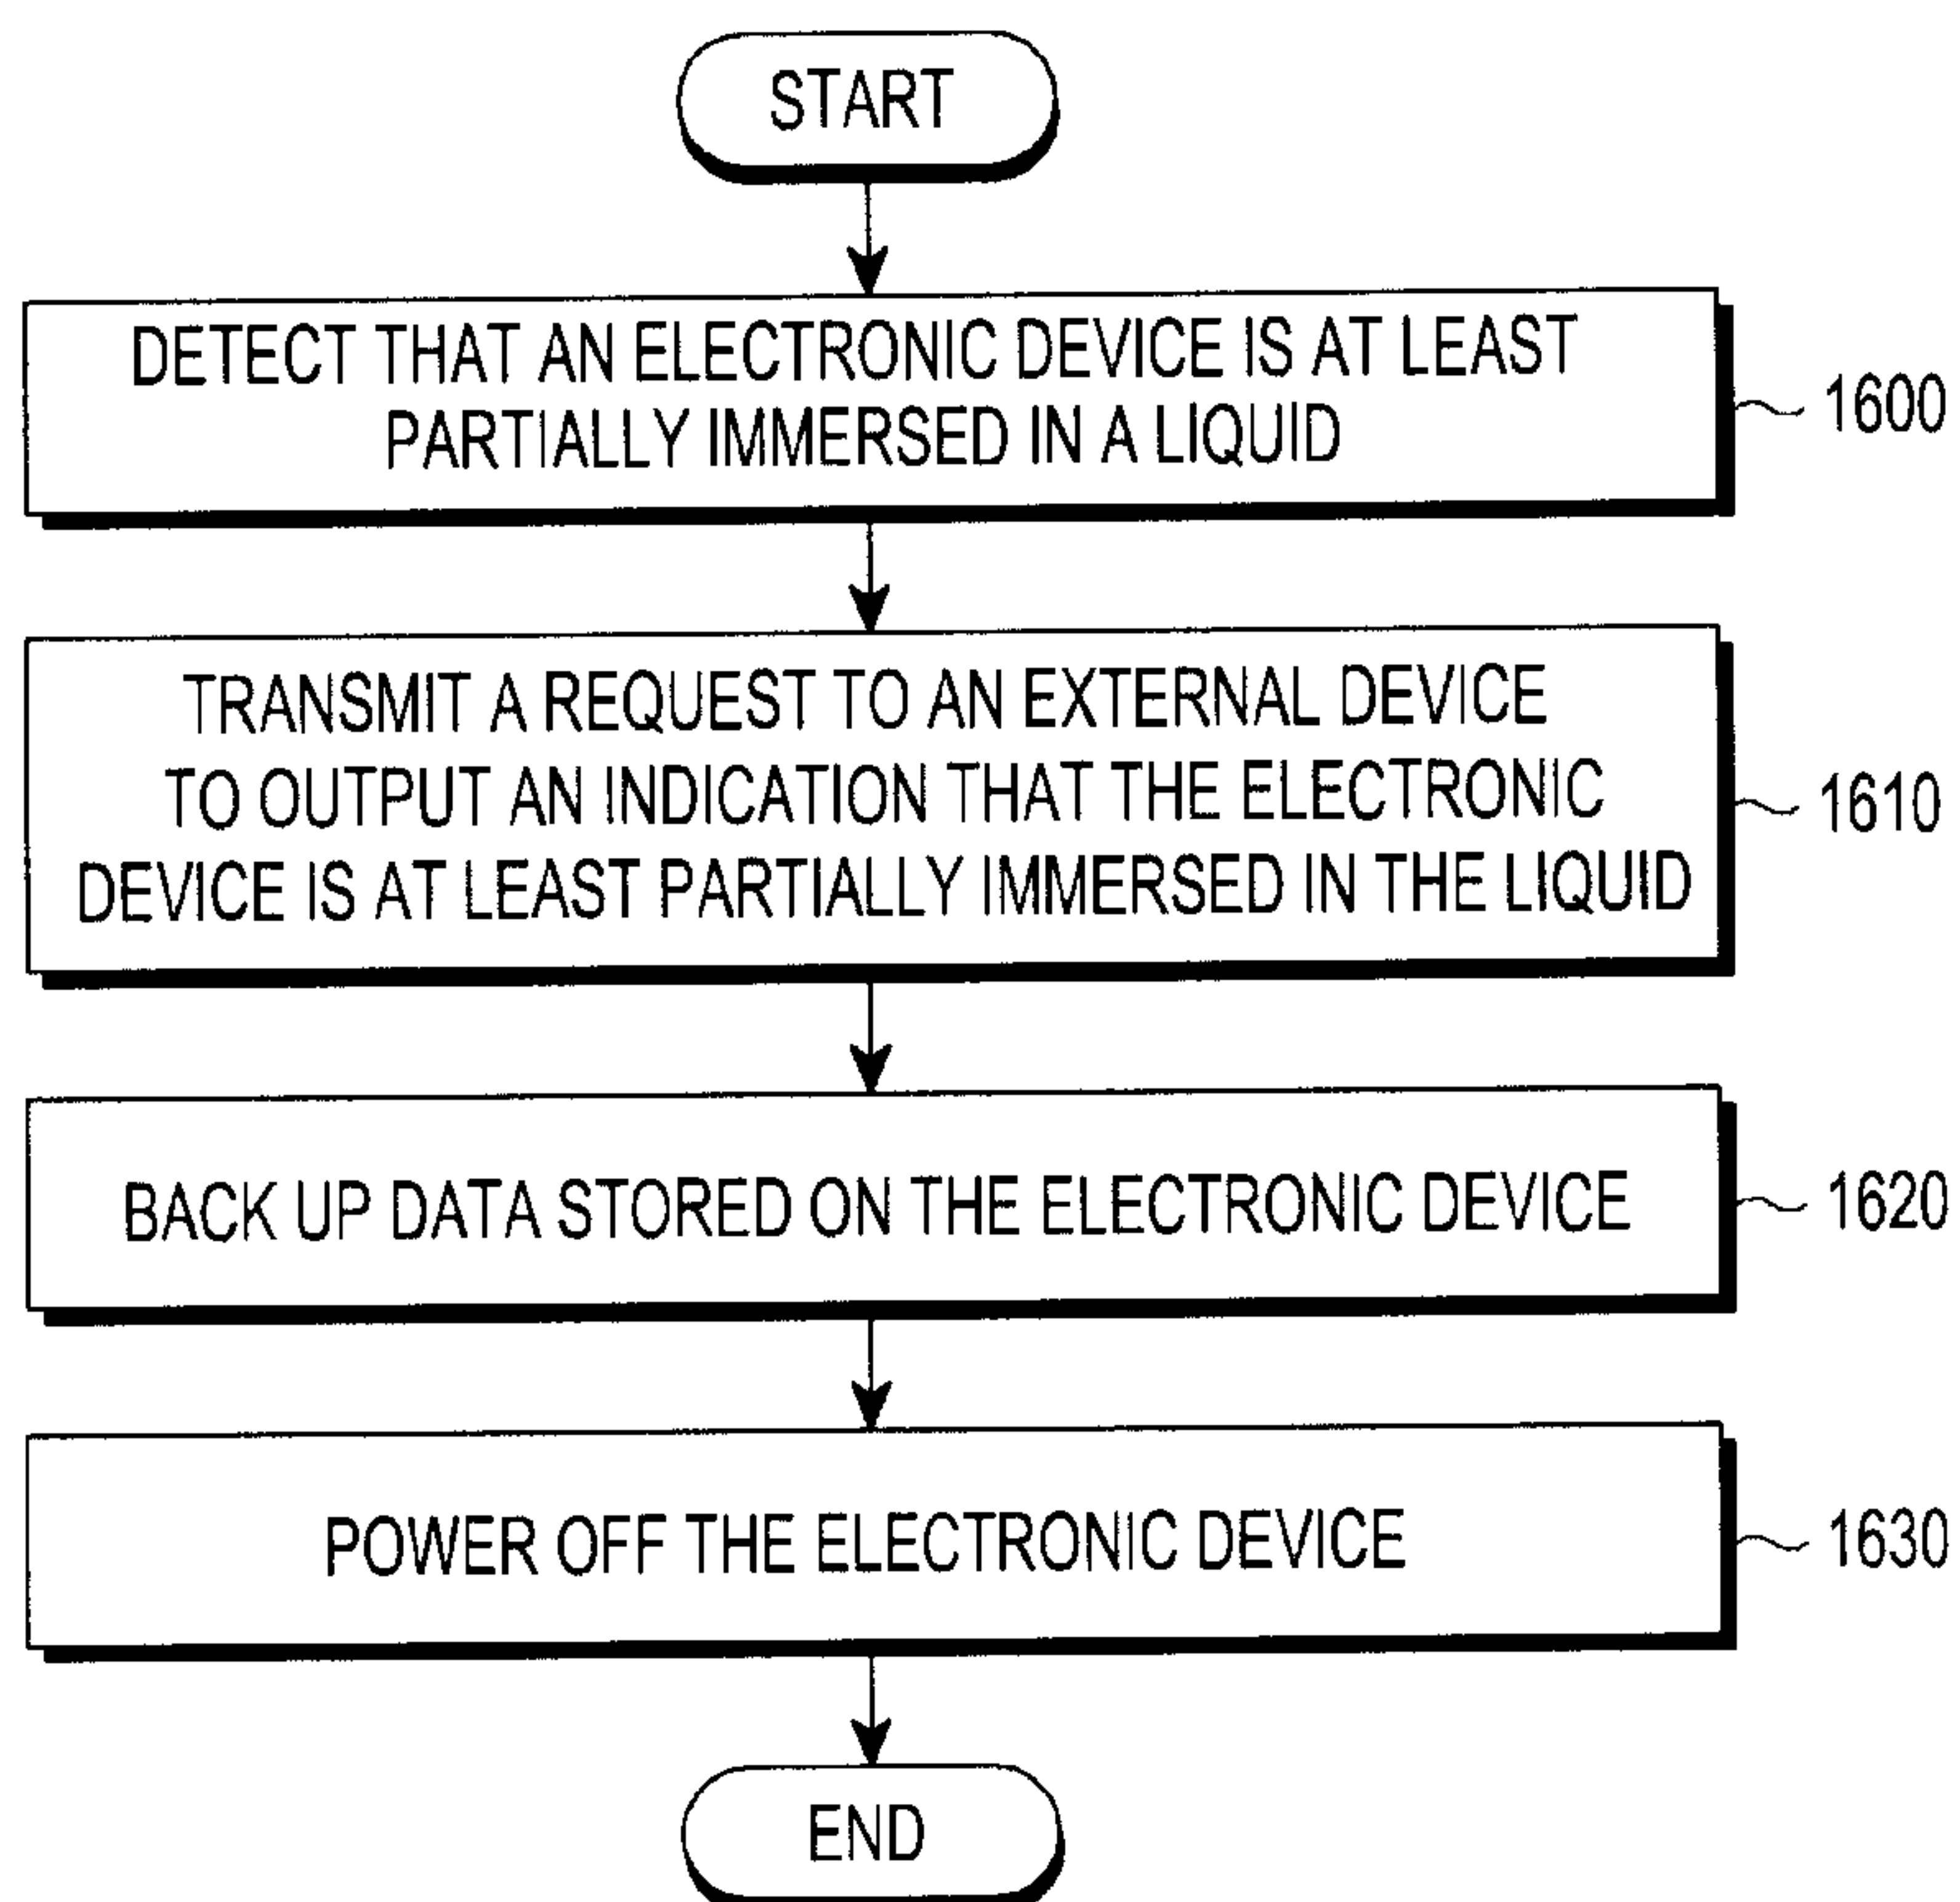 START
DETECT THAT AN ELECTRONIC DEVICE IS AT LEAST
PARTIALLY IMMERSED IN A LIQUID
1600
TRANSMIT A REQUEST TO AN EXTERNAL DEVICE
TO OUTPUT AN INDICATION THAT THE ELECTRONIC
DEVICE IS AT LEAST PARTIALLY IMMERSED IN THE LIQUID
1610
BACK UP DATA STORED ON THE ELECTRONIC DEVICE
1620
POWER OFF THE ELECTRONIC DEVICE
1630
END